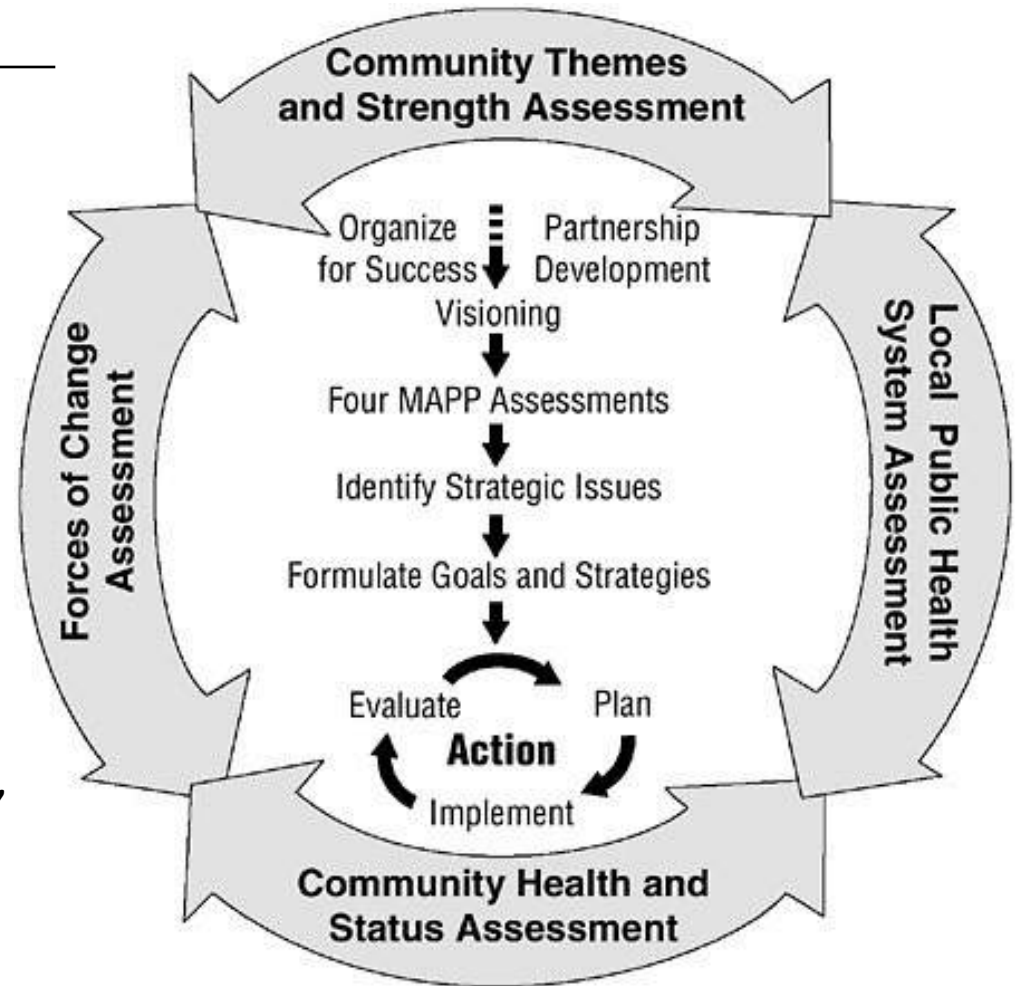 Community Themes
and Strength Assessment
Organize
for Success
Partnership
Development
Visioning
Four MAPP Assessments
Identify Strategic Issues
Formulate Goals and Strategies
Evaluate
Plan
Action
Implement
Forces of Change
Assessment
Local Public Health
System Assessment
Community Health and
Status Assessment
,